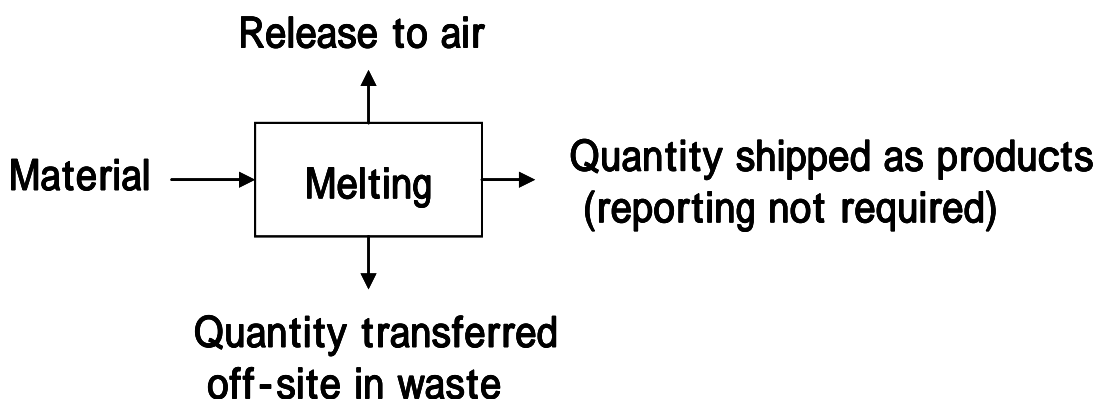 Release to air
Material
Melting
Quantity shipped as products
(reporting not required)
Quantity transferred
off-site in waste